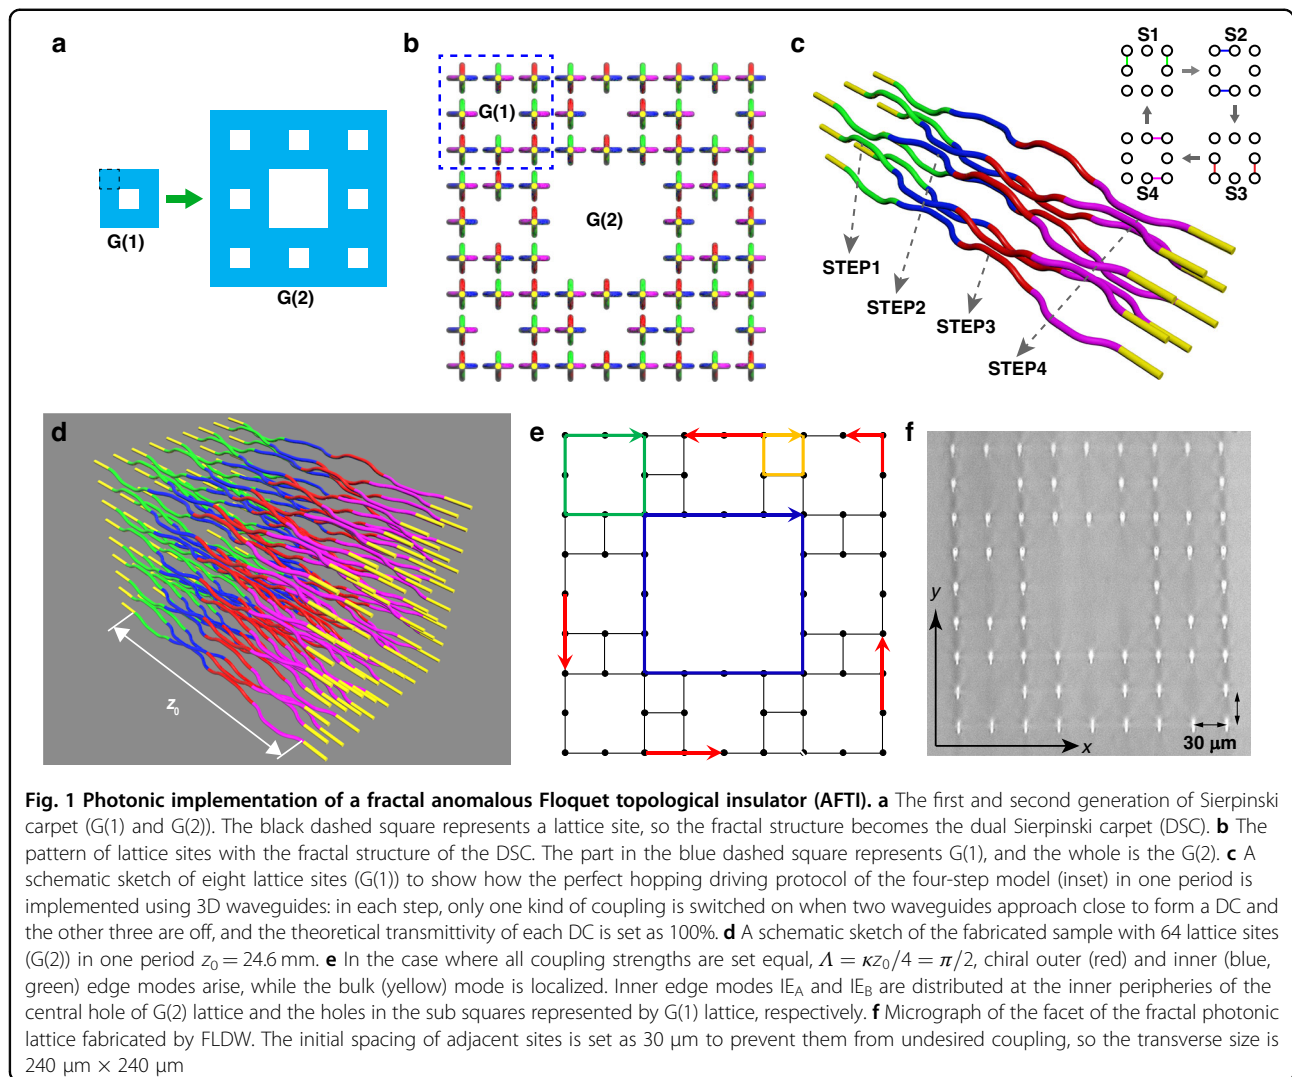 a
G(1)
G(2)
b
G(1)
G(2)
c
S1
S2
S4
S3
STEP1
STEP2
STEP3
STEP4
d
z0
e
f
y
x
30 µm
Fig. 1 Photonic implementation of a fractal anomalous Floquet topological insulator (AFTI). a The first and second generation of Sierpinski
carpet (G(1) and G(2)). The black dashed square represents a lattice site, so the fractal structure becomes the dual Sierpinski carpet (DSC). b The
pattern of lattice sites with the fractal structure of the DSC. The part in the blue dashed square represents G(1), and the whole is the G(2). c A
schematic sketch of eight lattice sites (G(1)) to show how the perfect hopping driving protocol of the four-step model (inset) in one period is
implemented using 3D waveguides: in each step, only one kind of coupling is switched on when two waveguides approach close to form a DC and
the other three are off, and the theoretical transmittivity of each DC is set as 100%. d A schematic sketch of the fabricated sample with 64 lattice sites
(G(2)) in one period z0 = 24.6 mm. e In the case where all coupling strengths are set equal, Λ = κz0/4 = π/2, chiral outer (red) and inner (blue,
green) edge modes arise, while the bulk (yellow) mode is localized. Inner edge modes IEA and IEB are distributed at the inner peripheries of the
central hole of G(2) lattice and the holes in the sub squares represented by G(1) lattice, respectively. f Micrograph of the facet of the fractal photonic
lattice fabricated by FLDW. The initial spacing of adjacent sites is set as 30 µm to prevent them from undesired coupling, so the transverse size is
240 µm × 240 µm